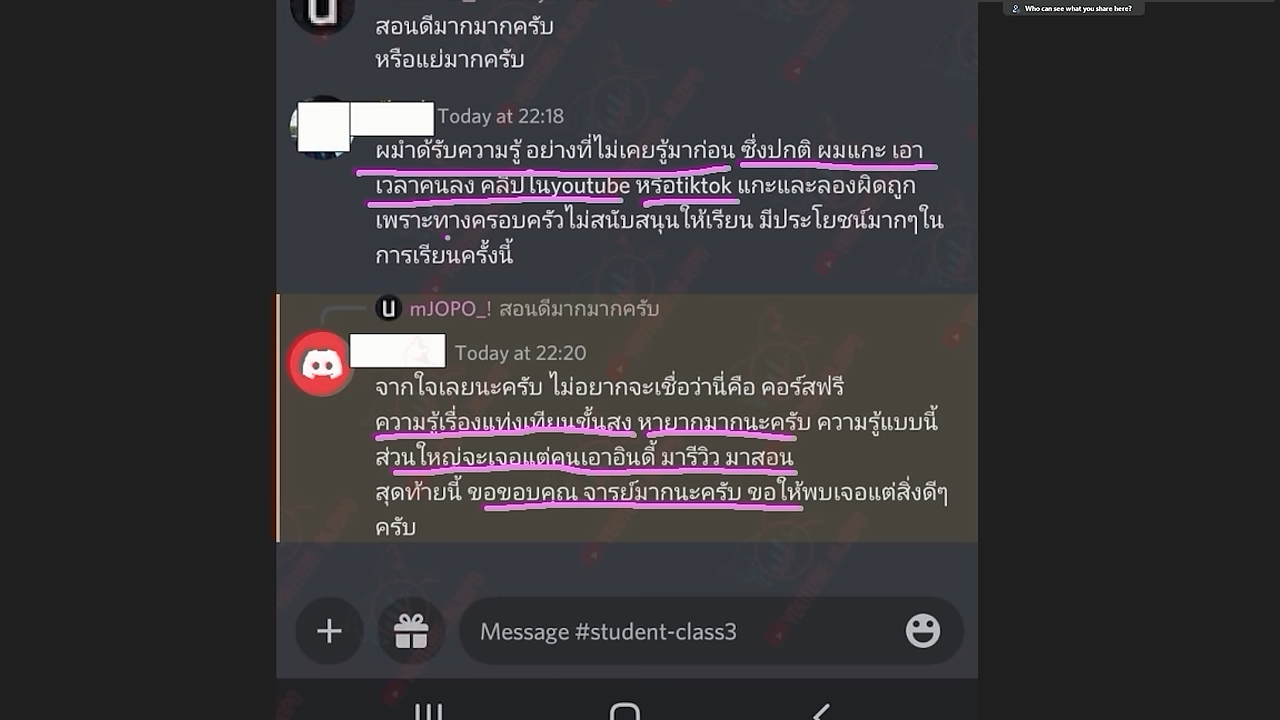 Who can see what you share here?
สอนดีมากมากครับ
หรือแย่มากครับ
Today at 22:18
ผมำด้รับความรู้ อย่างที่ไม่เคยรู้มาก่อน ซึ่งปกติ ผมแกะ เอา
เวลาคนลง คลิปในyoutube หรือtiktok แกะและลองผิดถูก
เพราะทางครอบครัวไม่สนับสนุนให้เรียน มีประโยชน์มากๆใน
การเรียนครั้งนี้
mJOPO_! สอนดีมากมากครับ
Today at 22:20
จากใจเลยนะครับ ไม่อยากจะเชื่อว่านี่คือ คอร์สฟรี
ความรู้เรื่องแท่งเทียนขั้นสูง หายากมากนะครับ ความรู้แบบนี้
ส่วนใหญ่จะเจอแต่คนเอาอินดี้ มารีวิว มาสอน
สุดท้ายนี้ ขอขอบคุณ จารย์มากนะครับ ขอให้พบเจอแต่สิ่งดีๆ
ครับ
Message #student-class3